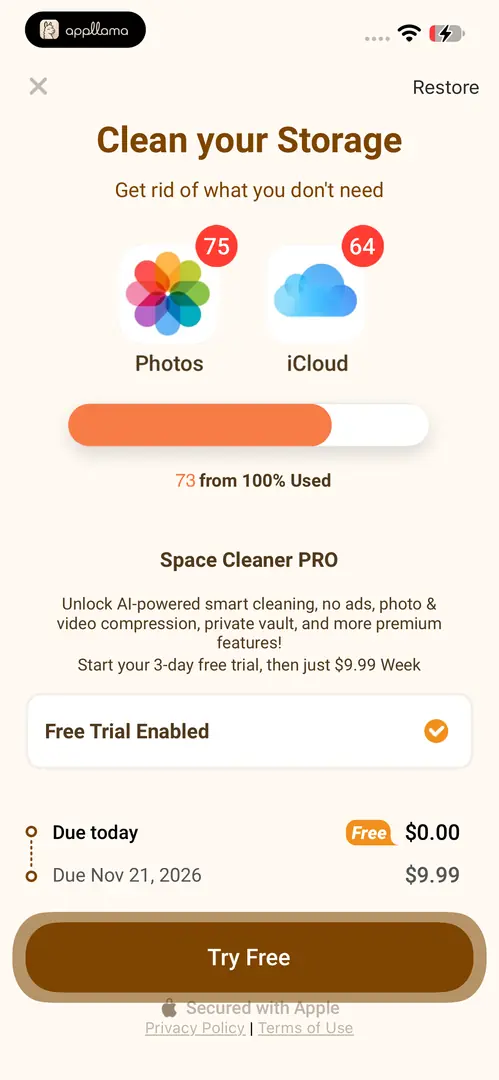 appllama
Restore
Clean your Storage
Get rid of what you don't need
75
64
Photos
iCloud
73 from 100% Used
Space Cleaner PRO
Unlock AI-powered smart cleaning, no ads, photo &
video compression, private vault, and more premium
features!
Start your 3-day free trial, then just $9.99 Week
Free Trial Enabled
Due today
Free
$0.00
Due Nov 21, 2026
$9.99
Try Free
Secured with Apple
Privacy Policy | Terms of Use